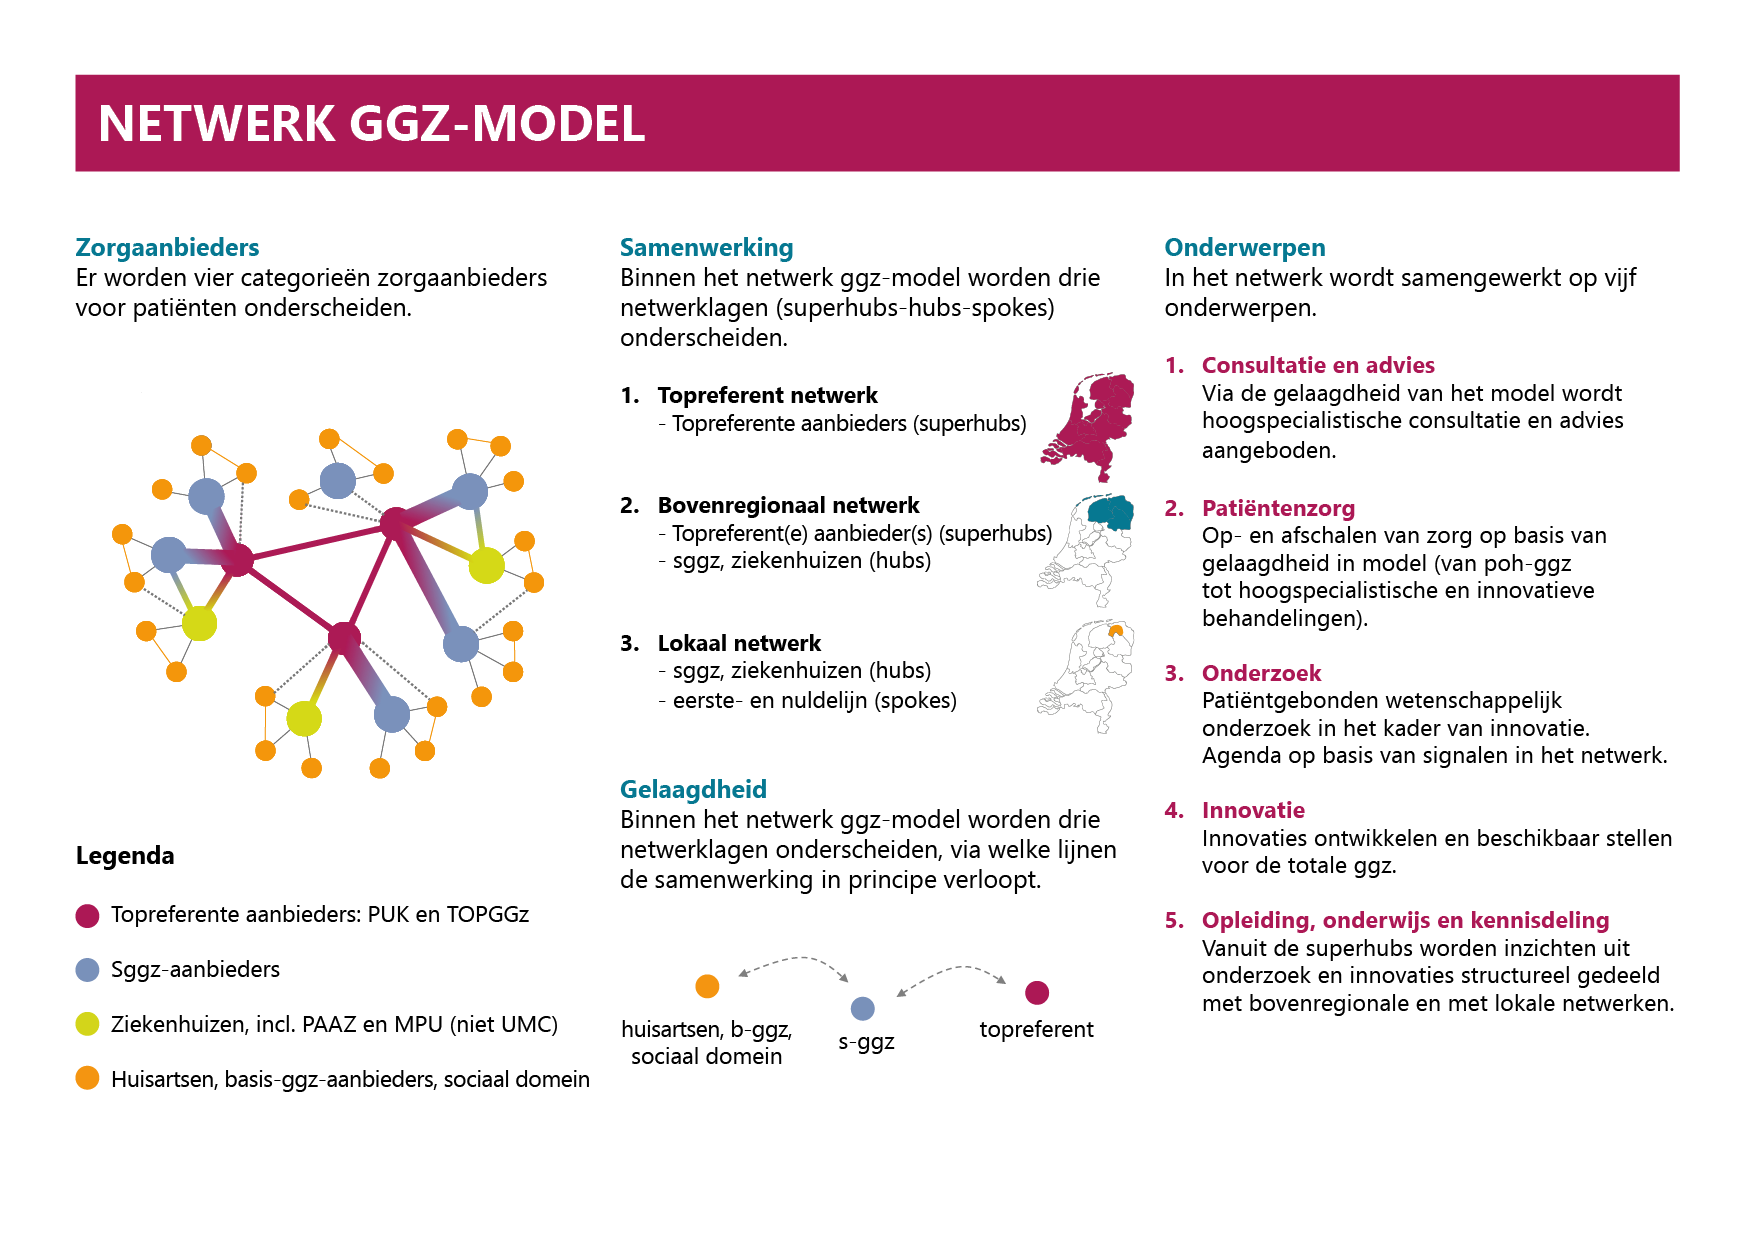 NETWERK GGZ-MODEL
Zorgaanbieders
Er worden vier categorieën zorgaanbieders
voor patiënten onderscheiden.
Legenda
Topreferente aanbieders: PUK en TOPGGz
Sggz-aanbieders
Ziekenhuizen, incl. PAAZ en MPU (niet UMC)
Huisartsen, basis-ggz-aanbieders, sociaal domein
Samenwerking
Binnen het netwerk ggz-model worden drie
netwerklagen (superhubs-hubs-spokes)
onderscheiden.
1. Topreferent netwerk
- Topreferente aanbieders (superhubs)
2. Bovenregionaal netwerk
- Topreferent(e) aanbieder(s) (superhubs)
- sggz, ziekenhuizen (hubs)
3. Lokaal netwerk
- sggz, ziekenhuizen (hubs)
- eerste- en nuldelijn (spokes)
Gelaagdheid
Binnen het netwerk ggz-model worden drie
netwerklagen onderscheiden, via welke lijnen
de samenwerking in principe verloopt.
huisartsen, b-ggz,
sociaal domein
s-ggz
topreferent
Onderwerpen
In het netwerk wordt samengewerkt op vijf
onderwerpen.
1. Consultatie en advies
Via de gelaagdheid van het model wordt
hoogspecialistische consultatie en advies
aangeboden.
2. Patiëntenzorg
Op- en afschalen van zorg op basis van
gelaagdheid in model (van poh-ggz
tot hoogspecialistische en innovatieve
behandelingen).
3. Onderzoek
Patiëntgebonden wetenschappelijk
onderzoek in het kader van innovatie.
Agenda op basis van signalen in het netwerk.
4. Innovatie
Innovaties ontwikkelen en beschikbaar stellen
voor de totale ggz.
5. Opleiding, onderwijs en kennisdeling
Vanuit de superhubs worden inzichten uit
onderzoek en innovaties structureel gedeeld
met bovenregionale en met lokale netwerken.